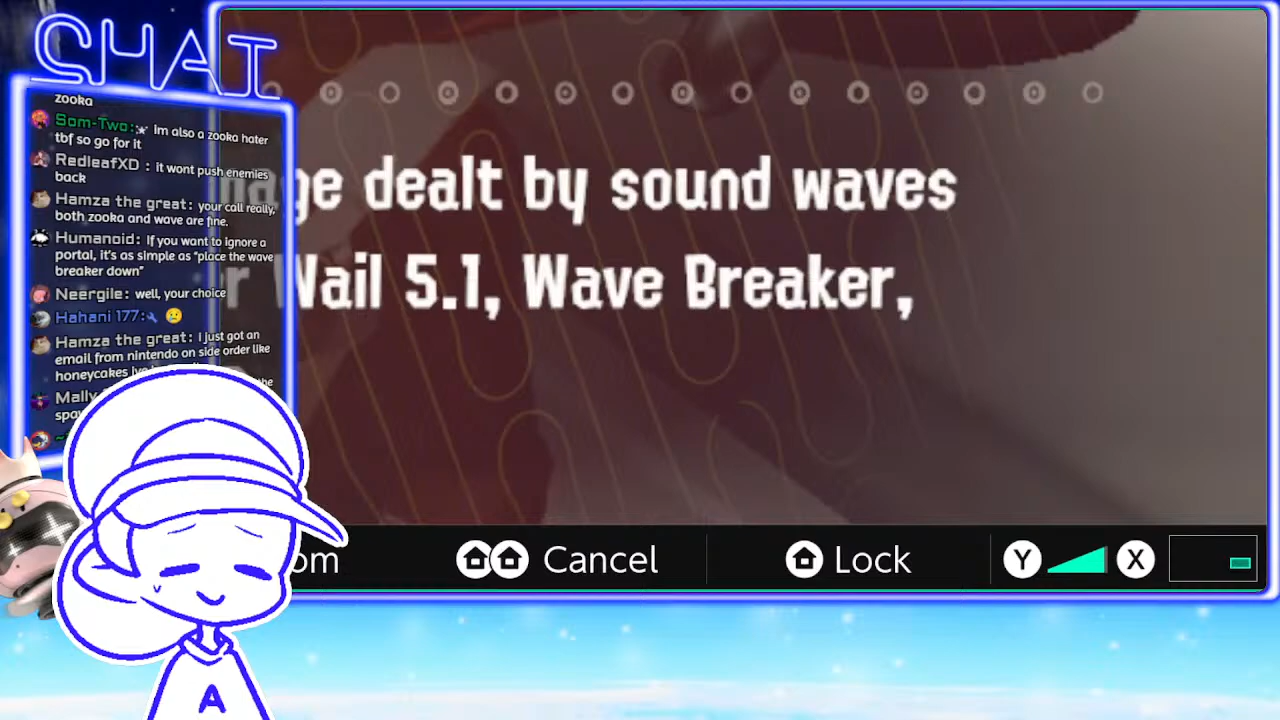 CHAT
zooka
Som-Two: Im also a zooka hater
tbf so go for it
RedleafXD : it wont push enemies
back
Hamza the great: your call really,
both zooka and wave are fine.
Humanoid: If you want to ignore a
portal, it's as simple as "place the wave
breaker down"
Neergile: well, your choice
Hahani 177: 😢
Hamza the great: I just got an
email from nintendo on side order like
honeycakes
Mally
dealt by sound waves
Wail 5.1, Wave Breaker,
Cancel
Lock
Y
X
A